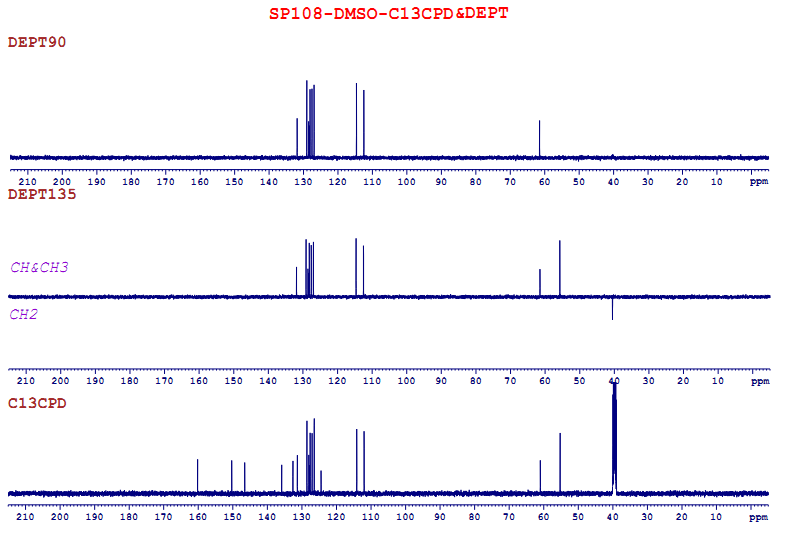 SP108-DMSO-C13CPD&DEPT
DEPT90
210 200 190 180 170 160 150 140 130 120 110 100 90 80 70 60 50 40 30 20 10 ppm
DEPT135
CH&CH3
CH2
210 200 190 180 170 160 150 140 130 120 110 100 90 80 70 60 50 40 30 20 10 ppm
C13CPD
210 200 190 180 170 160 150 140 130 120 110 100 90 80 70 60 50 40 30 20 10 ppm